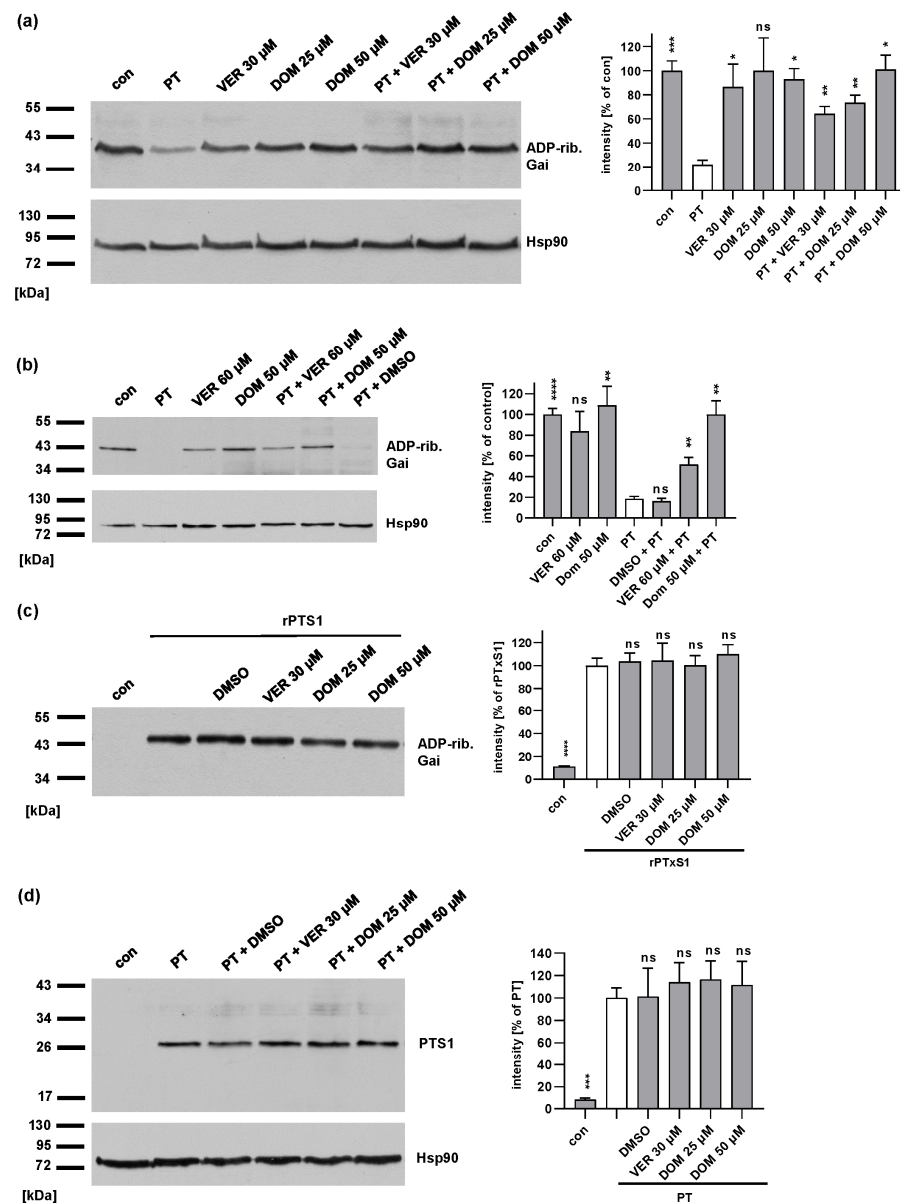 (a)
con
PT
VER 30 µM
DOM 25 µM
DOM 50 µM
PT + VER 30 µM
PT + DOM 25 µM
PT + DOM 50 µM
55
43
34
ADP-rib.
Gai
130
95
72
Hsp90
[kDa]
intensity [% of con]
120
100
80
60
40
20
0
***
*
ns
*
**
**
*
con
PT
VER 30 µM
DOM 25 µM
DOM 50 µM
PT + VER 30 µM
PT + DOM 25 µM
PT + DOM 50 µM
(b)
con
PT
VER 60 µM
DOM 50 µM
PT + VER 60 µM
PT + DOM 50 µM
PT + DMSO
55
43
34
ADP-rib.
Gai
130
95
72
Hsp90
[kDa]
intensity [% of control]
120
100
80
60
40
20
0
****
ns
**
ns
**
**
con
VER 60 µM
Dom 50 µM
PT
DMSO + PT
VER 60 µM + PT
Dom 50 µM + PT
(c)
rPTS1
con
DMSO
VER 30 µM
DOM 25 µM
DOM 50 µM
55
43
34
ADP-rib.
Gai
[kDa]
intensity [% of rPTxS1]
120
100
80
60
40
20
0
****
ns
ns
ns
ns
con
DMSO
VER 30 µM
DOM 25 µM
DOM 50 µM
rPTxS1
(d)
con
PT
PT + DMSO
PT + VER 30 µM
PT + DOM 25 µM
PT + DOM 50 µM
43
34
26
17
PTS1
130
95
72
Hsp90
[kDa]
intensity [% of PT]
140
120
100
80
60
40
20
0
***
ns
ns
ns
ns
con
DMSO
VER 30 µM
DOM 25 µM
DOM 50 µM
PT